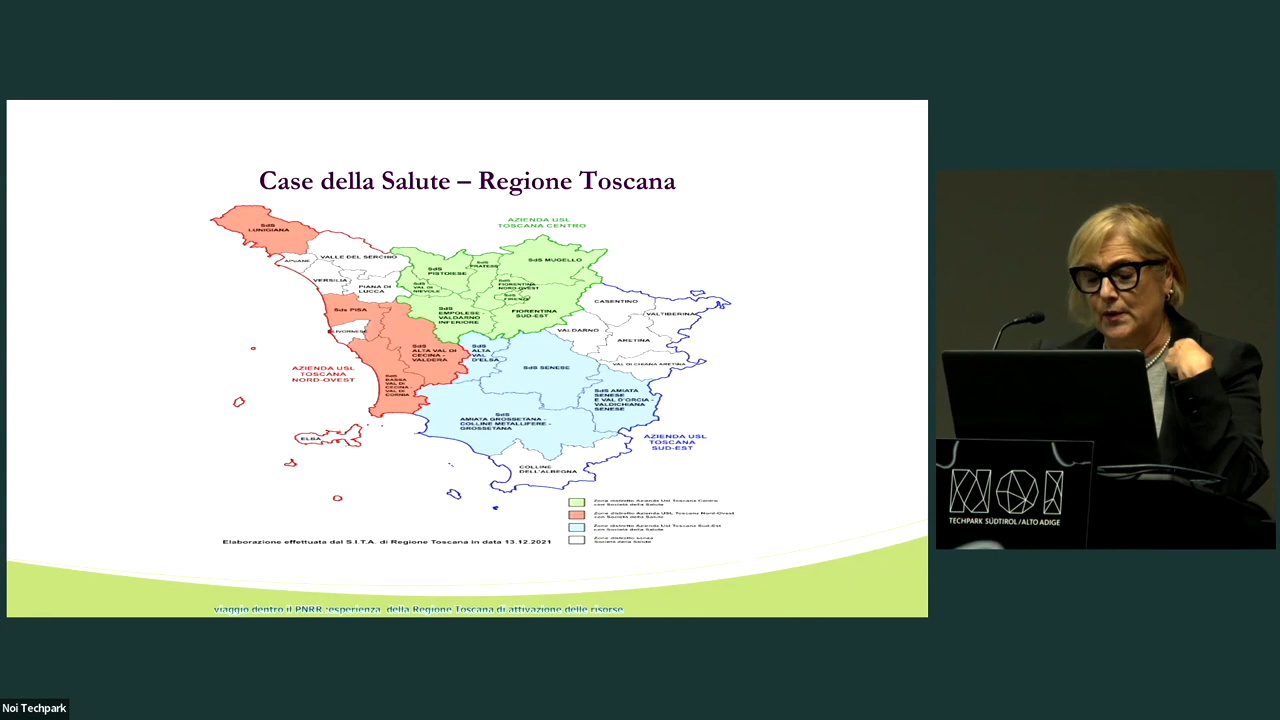 Case della Salute – Regione Toscana
AZIENDA USL
TOSCANA CENTRO
SdS
LUNIGIANA
APUANE
VALLE DEL SERCHIO
VERSILIA
PIANA DI
LUCCA
SdS
PISTOIESE
SdS
PRATESE
SdS MUGELLO
SdS
VAL DI
NIEVOLE
SdS
FIORENTINA
NORD-OVEST
SdS
FIRENZE
SdS
EMPOLESE
VALDARNO
INFERIORE
FIORENTINA
SUD-EST
CASENTINO
VALTIBERINA
VALDARNO
ARETINA
VAL DI CHIANA ARETINA
Sds PISA
LIVORNESE
SdS
ALTA VAL DI
CECINA -
VALDERA
SdS
ALTA
VAL
D'ELSA
SdS SENESE
AZIENDA USL
TOSCANA
NORD-OVEST
SdS
BASSA
VAL DI
CECINA -
VAL DI
CORNIA
SdS AMIATA
SENESE
E VAL D'ORCIA -
VALDICHIANA
SENESE
SdS
AMIATA GROSSETANA -
COLLINE METALLIFERE -
GROSSETANA
ELBA
AZIENDA USL
TOSCANA
SUD-EST
COLLINE
DELL'ALBEGNA
Zona distretto Azienda Usl Toscana Centro
con Società della Salute
Zona distretto Azienda USL Toscana Nord-Ovest
con Società della Salute
Zona distretto Azienda Usl Toscana Sud-Est
con Società della Salute
Zona distretto senza
Società della Salute
Elaborazione effettuata dal S.I.T.A. di Regione Toscana in data 13.12.2021
viaggio dentro il PNRR :esperienza della Regione Toscana di attivazione delle risorse
NOI
TECHPARK SÜDTIROL/ALTO ADIGE
Noi Techpark